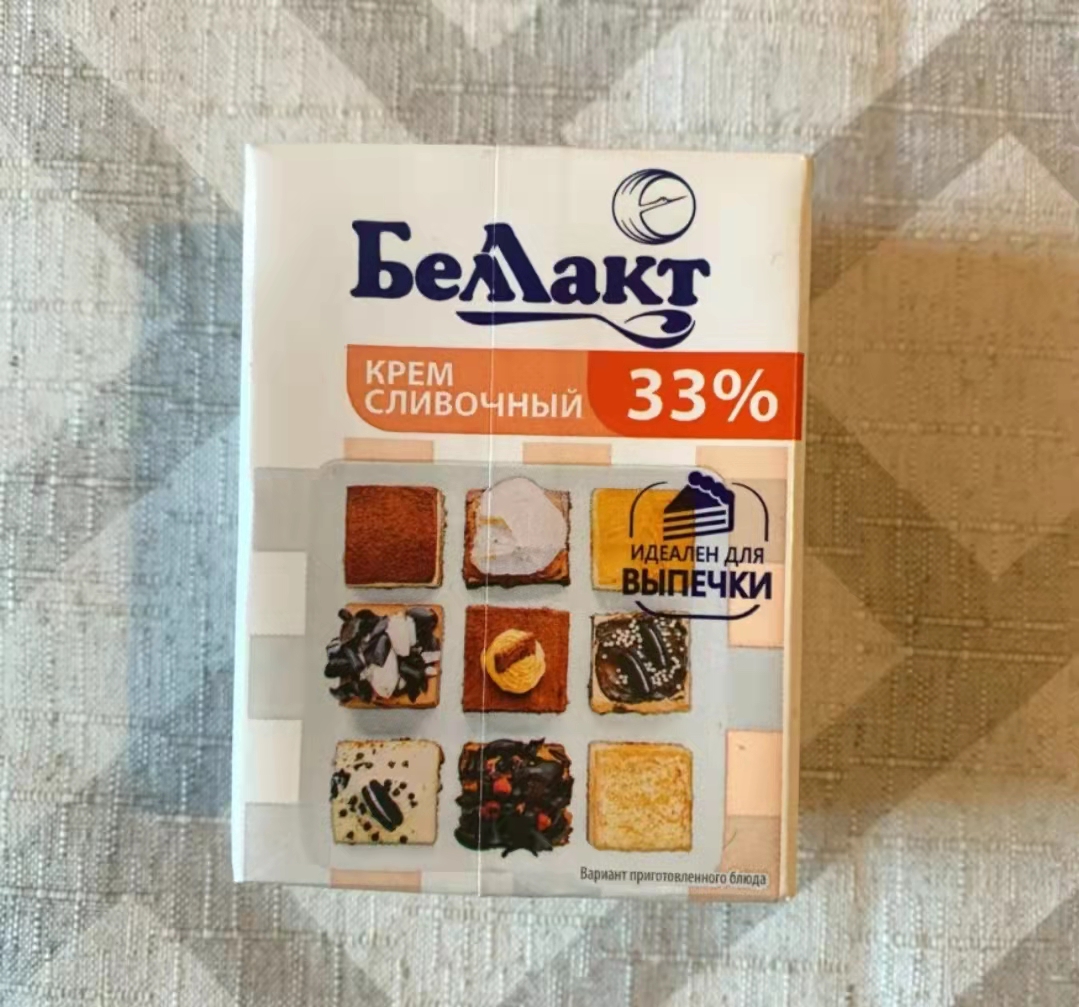 Беллакт
КРЕМ
СЛИВОЧНЫЙ
33%
ИДЕАЛЕН ДЛЯ
ВЫПЕЧКИ
Вариант приготовленного блюда